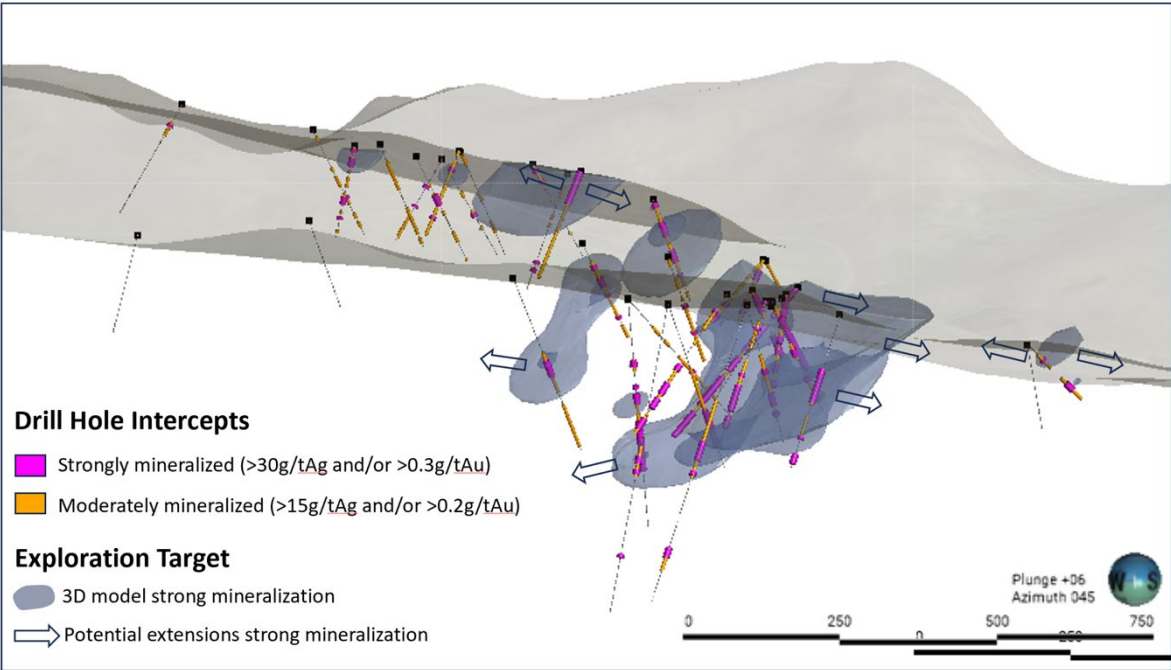 Drill Hole Intercepts
Strongly mineralized (>30g/tAg and/or >0.3g/tAu)
Moderately mineralized (>15g/tAg and/or >0.2g/tAu)
Exploration Target
3D model strong mineralization
Potential extensions strong mineralization
Plunge +06
Azimuth 045
W S
0 250 500 750
0 250